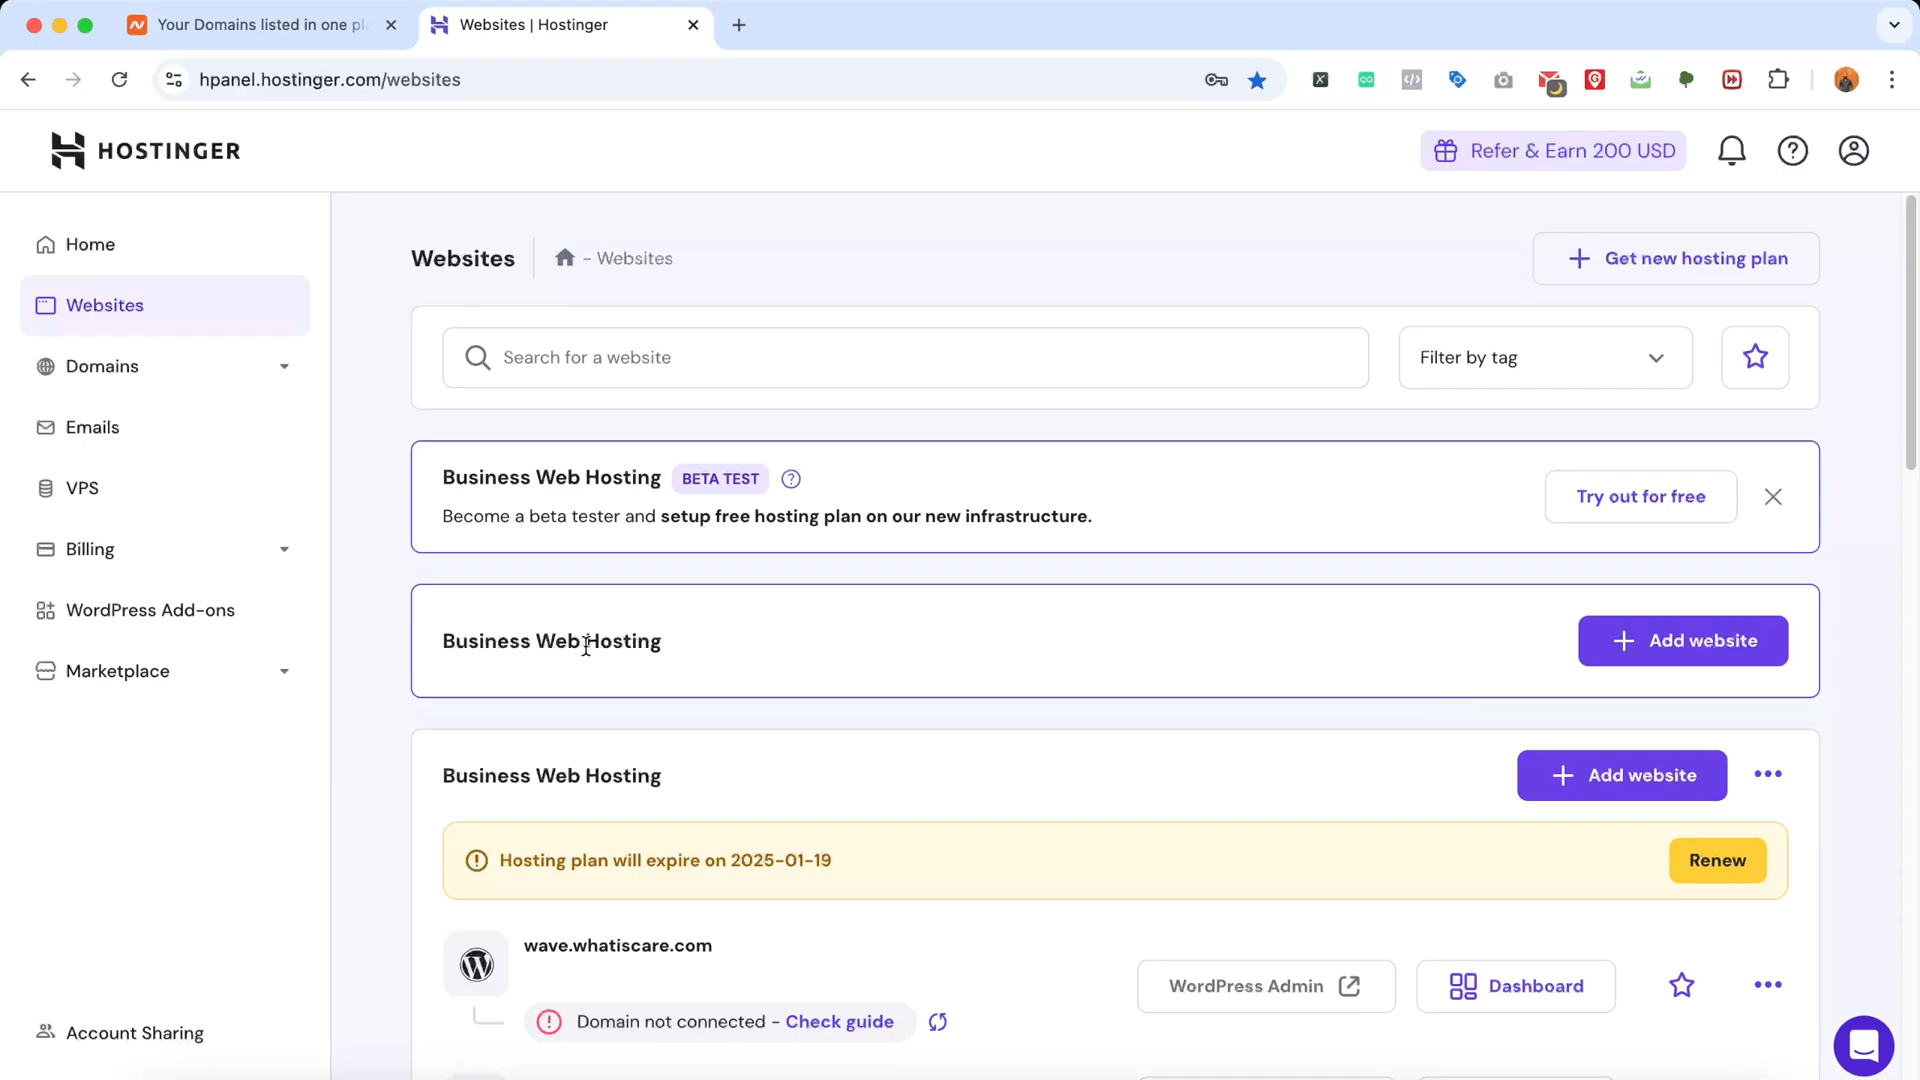 Your Domains listed in one pl
Websites | Hostinger
hpanel.hostinger.com/websites
HOSTINGER
Refer & Earn 200 USD
Home
Websites
Domains
Emails
VPS
Billing
WordPress Add-ons
Marketplace
Account Sharing
Websites
- Websites
Get new hosting plan
Search for a website
Filter by tag
Business Web Hosting BETA TEST
Become a beta tester and setup free hosting plan on our new infrastructure.
Try out for free
Business Web Hosting
Add website
Business Web Hosting
Add website
Hosting plan will expire on 2025-01-19
Renew
wave.whatiscare.com
WordPress Admin
Dashboard
Domain not connected - Check guide